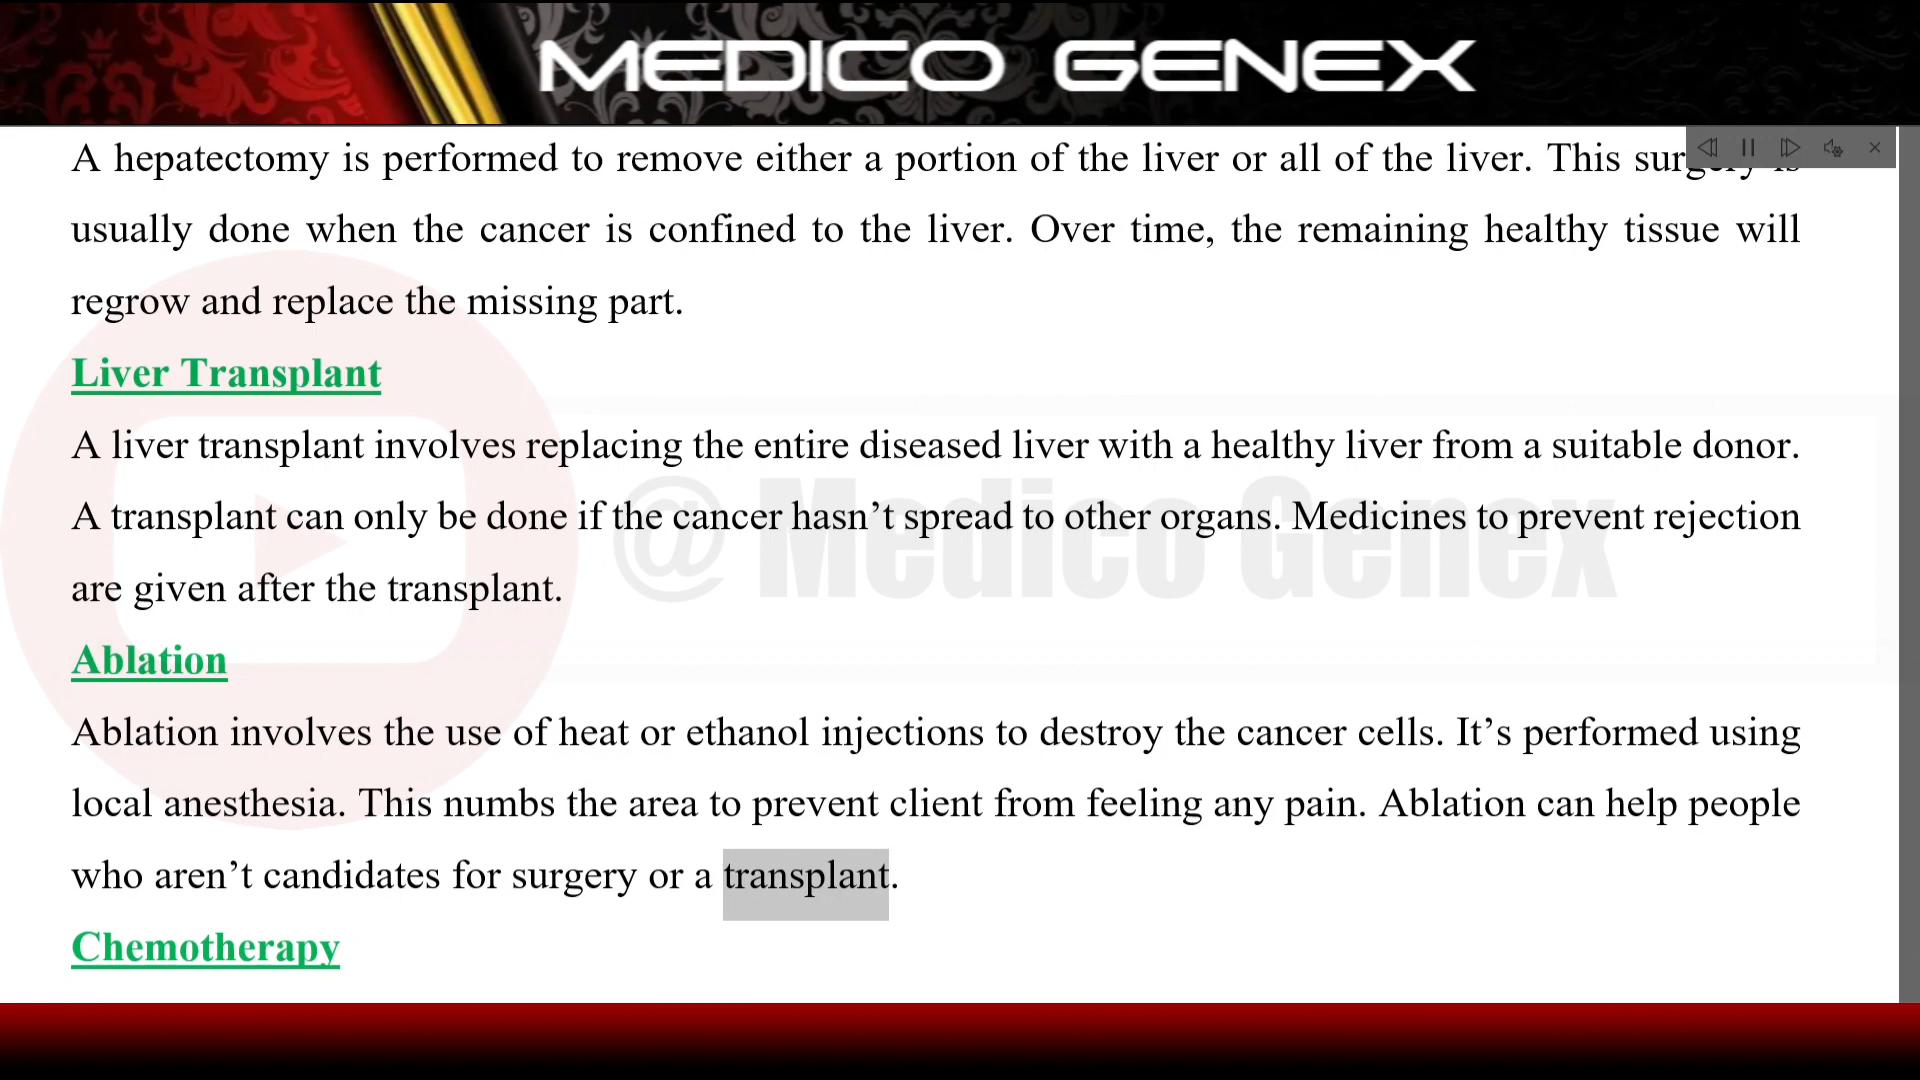 MEDICO GENEX
A hepatectomy is performed to remove either a portion of the liver or all of the liver. This surgery is
usually done when the cancer is confined to the liver. Over time, the remaining healthy tissue will
regrow and replace the missing part.
Liver Transplant
A liver transplant involves replacing the entire diseased liver with a healthy liver from a suitable donor.
A transplant can only be done if the cancer hasn’t spread to other organs. Medicines to prevent rejection
are given after the transplant.
@ Medico Genex
Ablation
Ablation involves the use of heat or ethanol injections to destroy the cancer cells. It’s performed using
local anesthesia. This numbs the area to prevent client from feeling any pain. Ablation can help people
who aren’t candidates for surgery or a transplant.
Chemotherapy